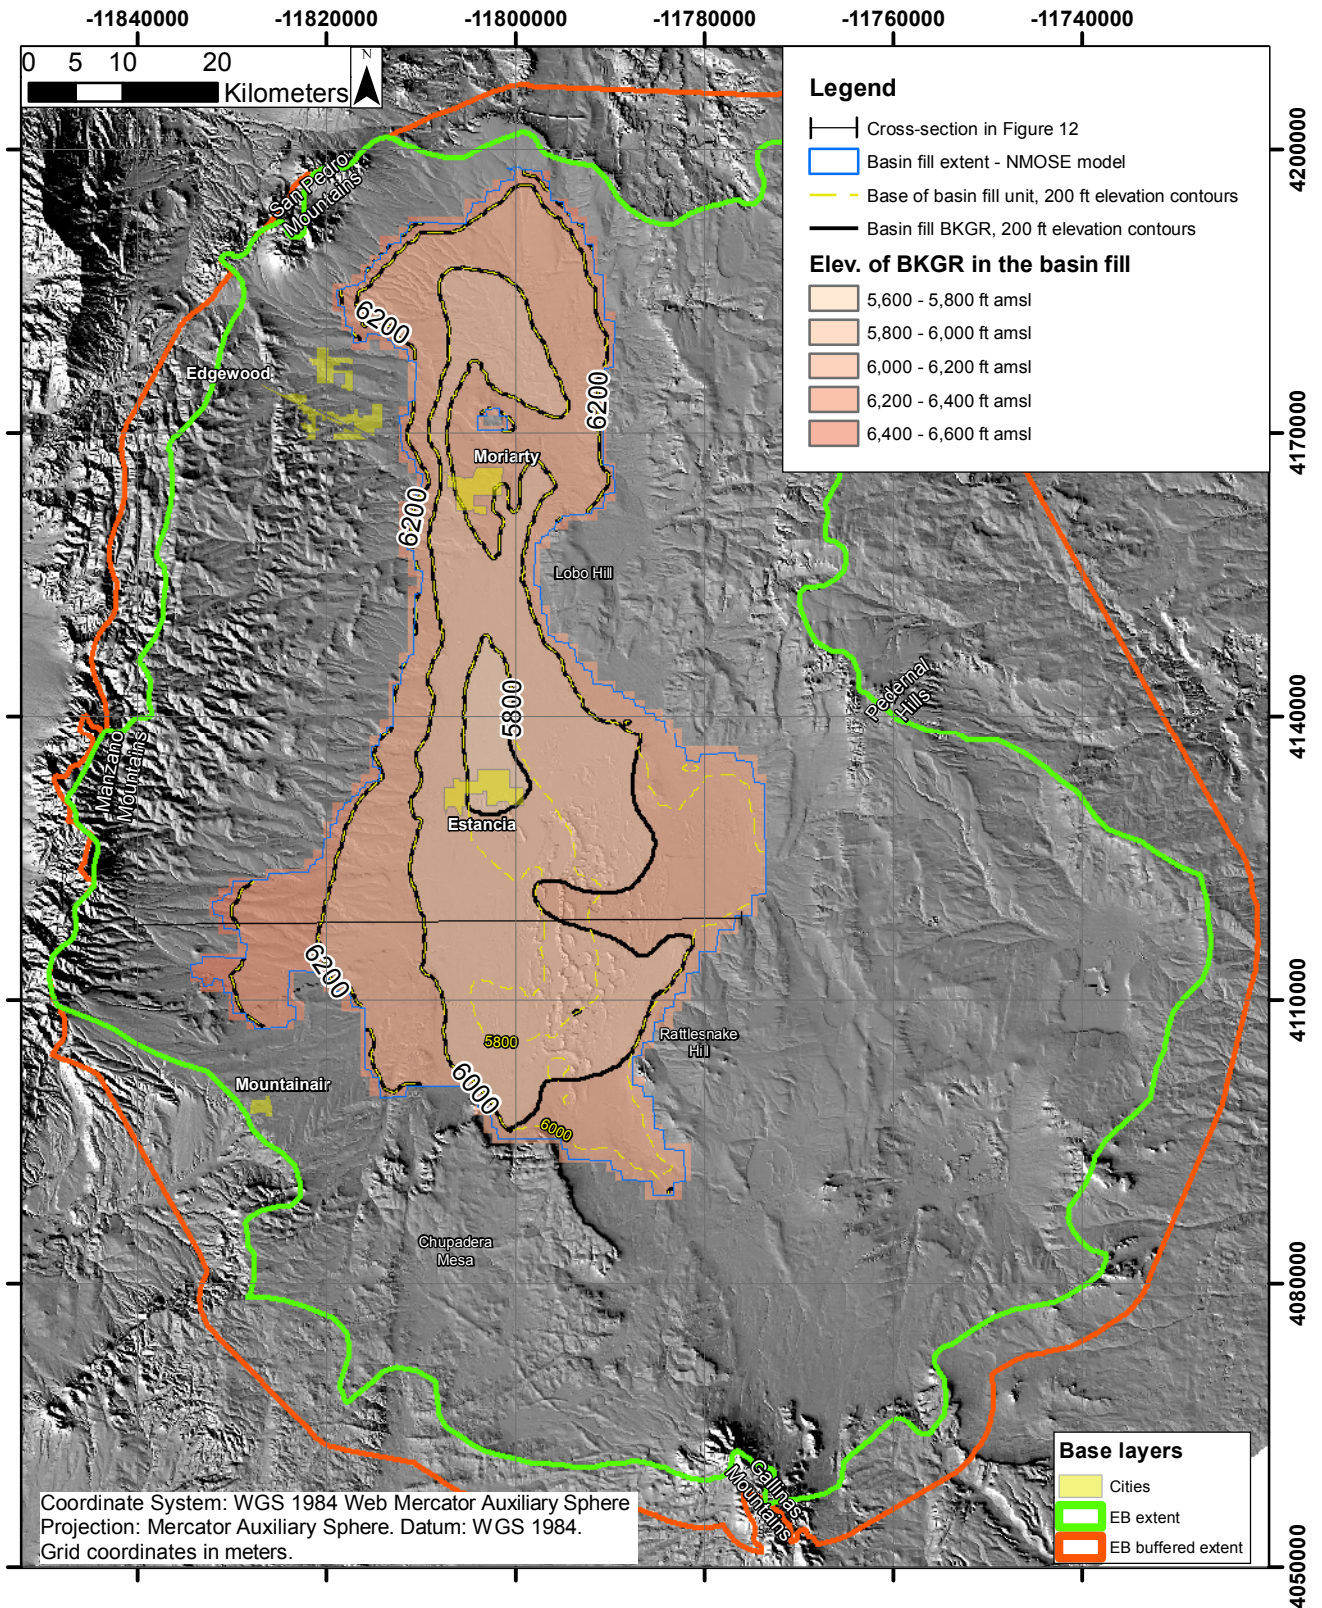 -11840000
-11820000
-11800000
-11780000
-11760000
-11740000
0 5 10 20
Kilometers
N
Legend
Cross-section in Figure 12
Basin fill extent - NMOSE model
Base of basin fill unit, 200 ft elevation contours
Basin fill BKGR, 200 ft elevation contours
Elev. of BKGR in the basin fill
5,600 - 5,800 ft amsl
5,800 - 6,000 ft amsl
6,000 - 6,200 ft amsl
6,200 - 6,400 ft amsl
6,400 - 6,600 ft amsl
4200000
4170000
4140000
4110000
4080000
4050000
San Pedro
Mountains
6200
Edgewood
6200
Moriarty
6200
Lobo Hill
Pedernal
Hills
5800
Manzano
Mountains
Estancia
6200
5800
Rattlesnake
Hill
Mountainair
6000
6000
Chupadera
Mesa
Gallinas
Mountains
Coordinate System: WGS 1984 Web Mercator Auxiliary Sphere
Projection: Mercator Auxiliary Sphere. Datum: WGS 1984.
Grid coordinates in meters.
Base layers
Cities
EB extent
EB buffered extent